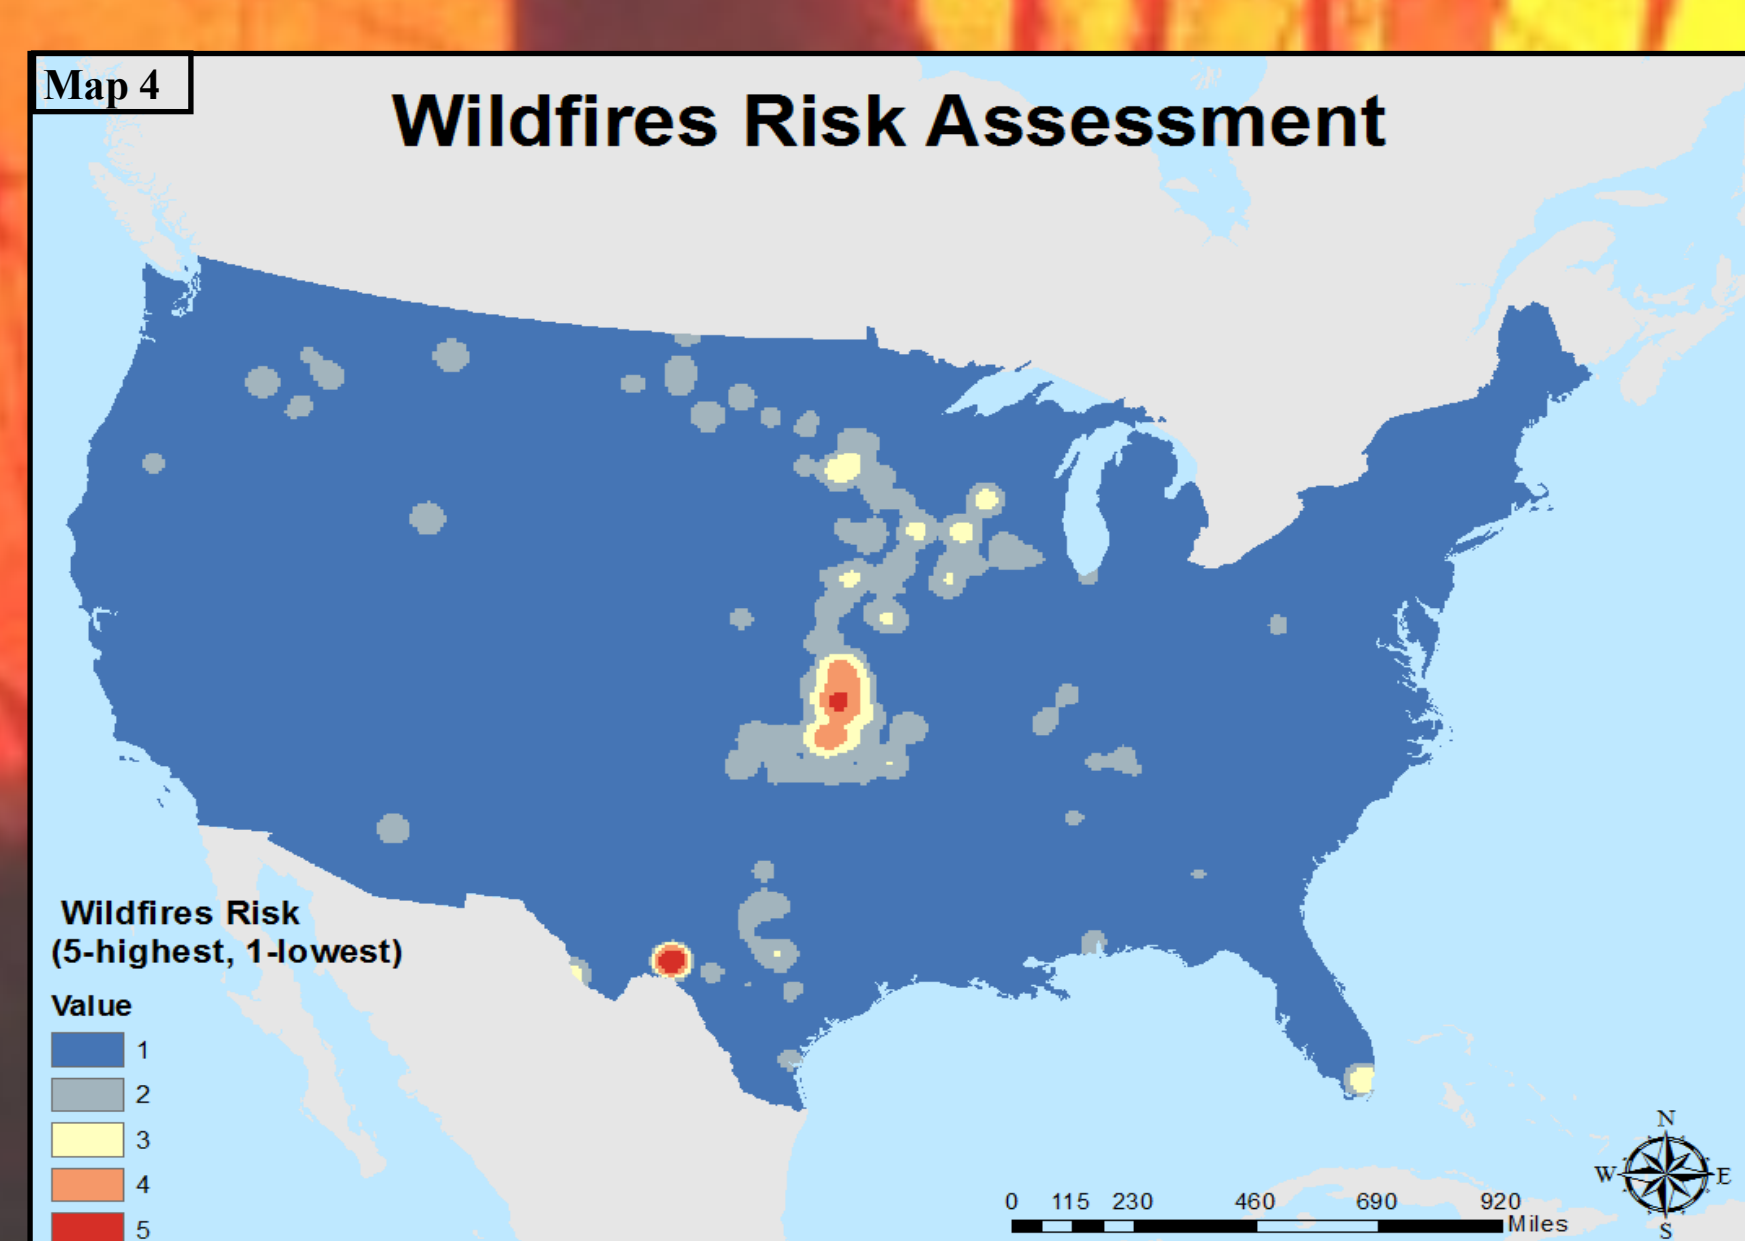 Map 4
Wildfires Risk Assessment
Wildfires Risk
(5-highest, 1-lowest)
Value
1
2
3
4
5
N
W E
S
0 115 230 460 690 920
Miles